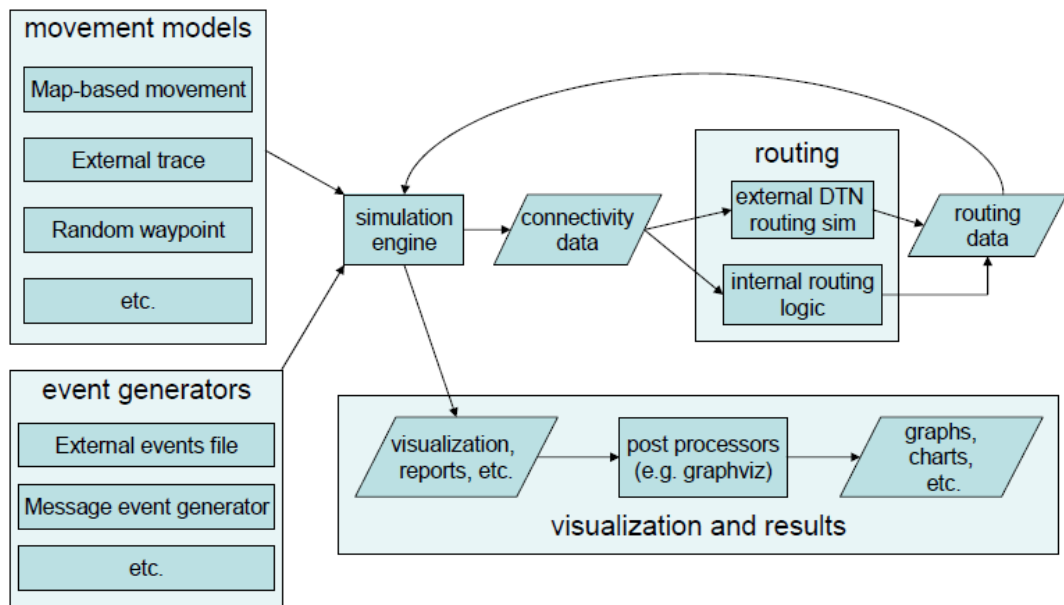 movement models
Map-based movement
External trace
Random waypoint
etc.
event generators
External events file
Message event generator
etc.
simulation
engine
connectivity
data
routing
external DTN
routing sim
internal routing
logic
routing
data
visualization,
reports, etc.
post processors
(e.g. graphviz)
graphs,
charts,
etc.
visualization and results